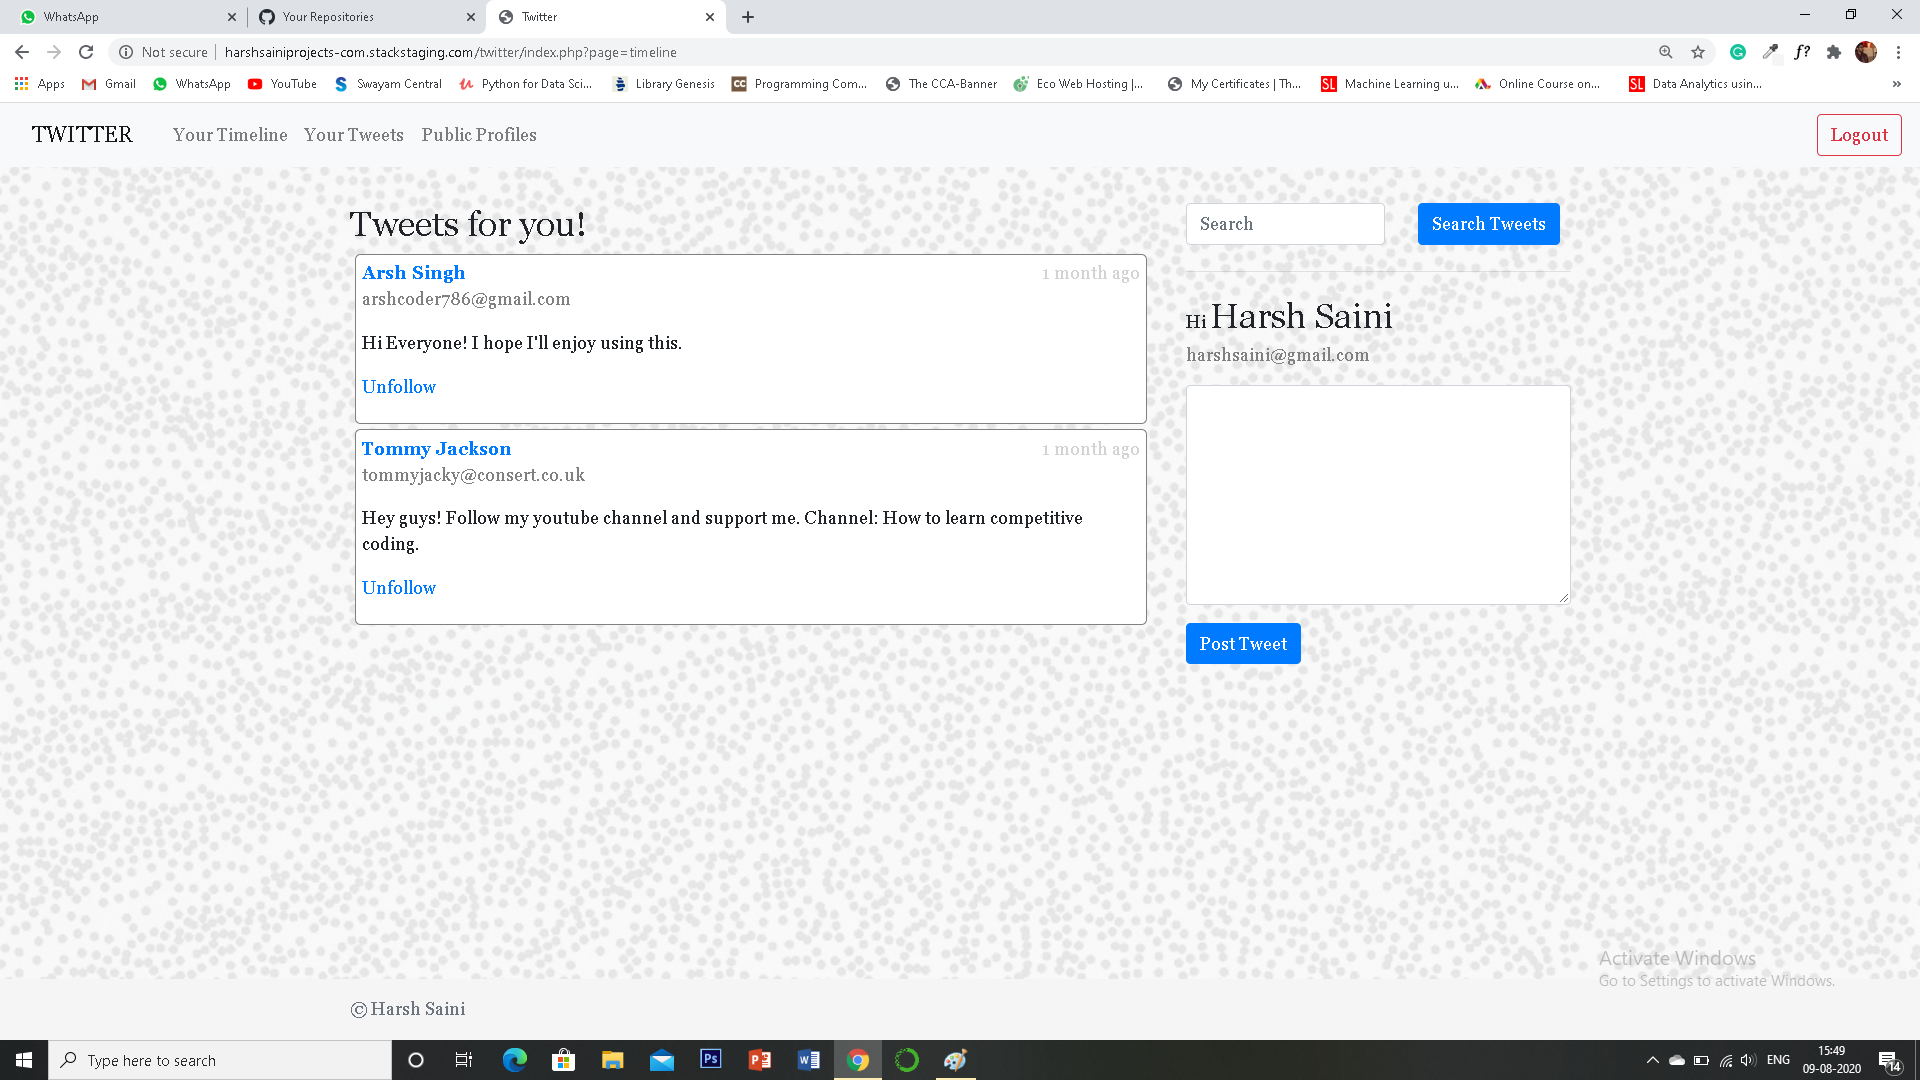 WhatsApp
Your Repositories
Twitter
Not secure harshsainiprojects-com.stackstaging.com/twitter/index.php?page=timeline
f?
Apps Gmail WhatsApp YouTube Swayam Central Python for Data Sci... Library Genesis Programming Com... The CCA-Banner Eco Web Hosting |... My Certificates | Th... Machine Learning u... Online Course on... Data Analytics usin... »
CC SL SL
TWITTER Your Timeline Your Tweets Public Profiles Logout
Tweets for you!
Arsh Singh 1 month ago
arshcoder786@gmail.com
Hi Everyone! I hope I'll enjoy using this.
Unfollow
Tommy Jackson 1 month ago
tommyjacky@consert.co.uk
Hey guys! Follow my youtube channel and support me. Channel: How to learn competitive
coding.
Unfollow
Search Search Tweets
Hi Harsh Saini
harshsaini@gmail.com
Post Tweet
Activate Windows
Go to Settings to activate Windows.
© Harsh Saini
Type here to search
Ps
ENG
15:49
09-08-2020
14